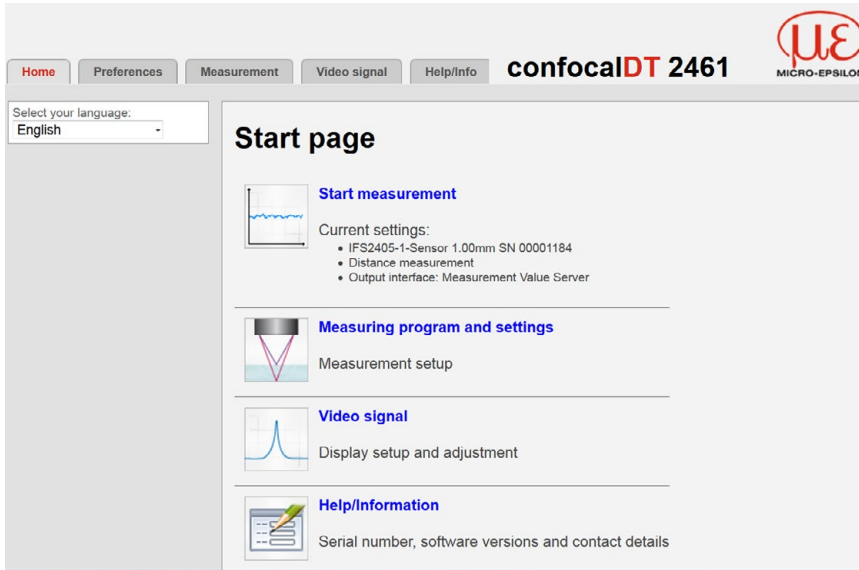 Home
Preferences
Measurement
Video signal
Help/Info
confocalDT 2461
µε
MICRO-EPSILON
Select your language:
English
Start page
Start measurement
Current settings:
• IFS2405-1-Sensor 1.00mm SN 00001184
• Distance measurement
• Output interface: Measurement Value Server
Measuring program and settings
Measurement setup
Video signal
Display setup and adjustment
Help/Information
Serial number, software versions and contact details